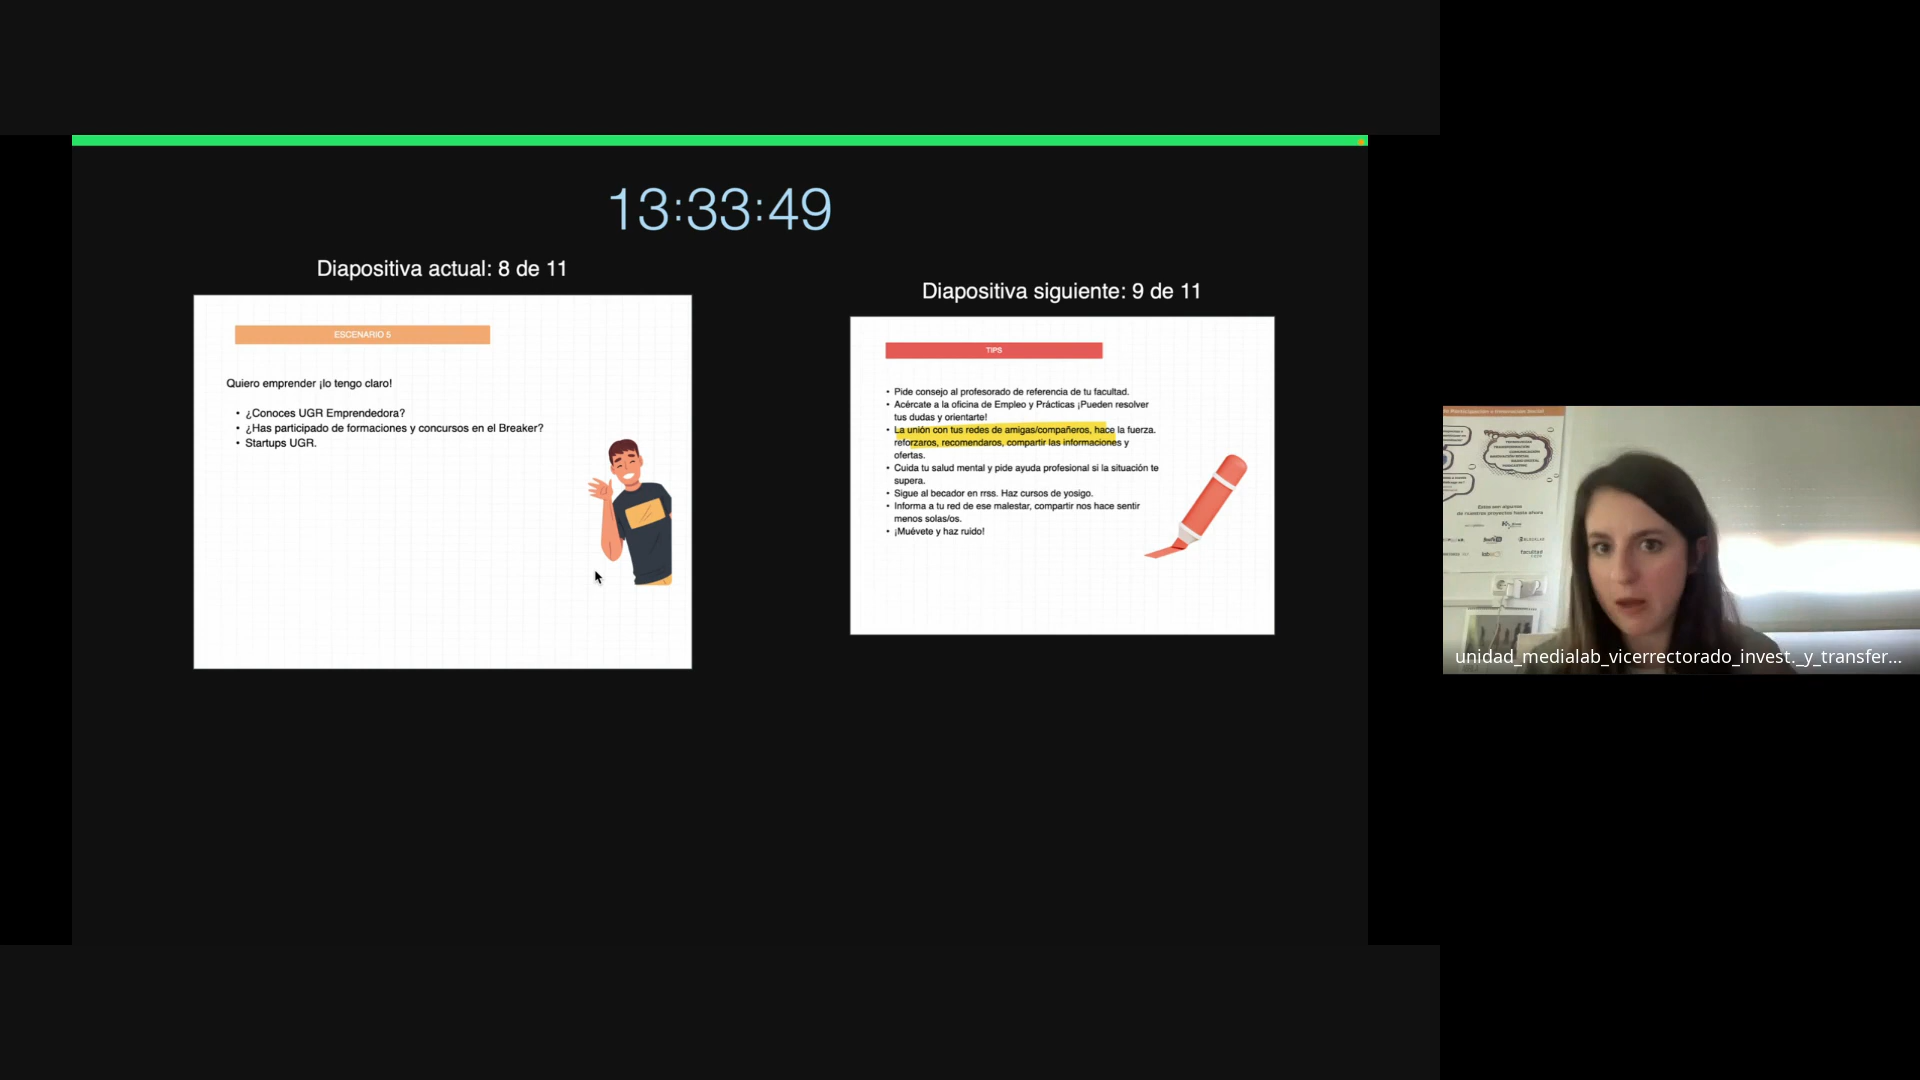 13:33:49
Diapositiva actual: 8 de 11
ESCENARIO 5
Quiero emprender ¡lo tengo claro!
• ¿Conoces UGR Emprendedora?
• ¿Has participado de formaciones y concursos en el Breaker?
• Startups UGR.
Diapositiva siguiente: 9 de 11
TIPS
• Pide consejo al profesorado de referencia de tu facultad.
• Acércate a la oficina de Empleo y Prácticas ¡Pueden resolver
tus dudas y orientarte!
• La unión con tus redes de amigas/compañeros, hace la fuerza.
reforzaros, recomendaros, compartir las informaciones y
ofertas.
• Cuida tu salud mental y pide ayuda profesional si la situación te
supera.
• Sigue al becador en rrss. Haz cursos de yosigo.
• Informa a tu red de ese malestar, compartir nos hace sentir
menos solas/os.
• ¡Muévete y haz ruido!
unidad_medialab_vicerrectorado_invest._y_transfer...